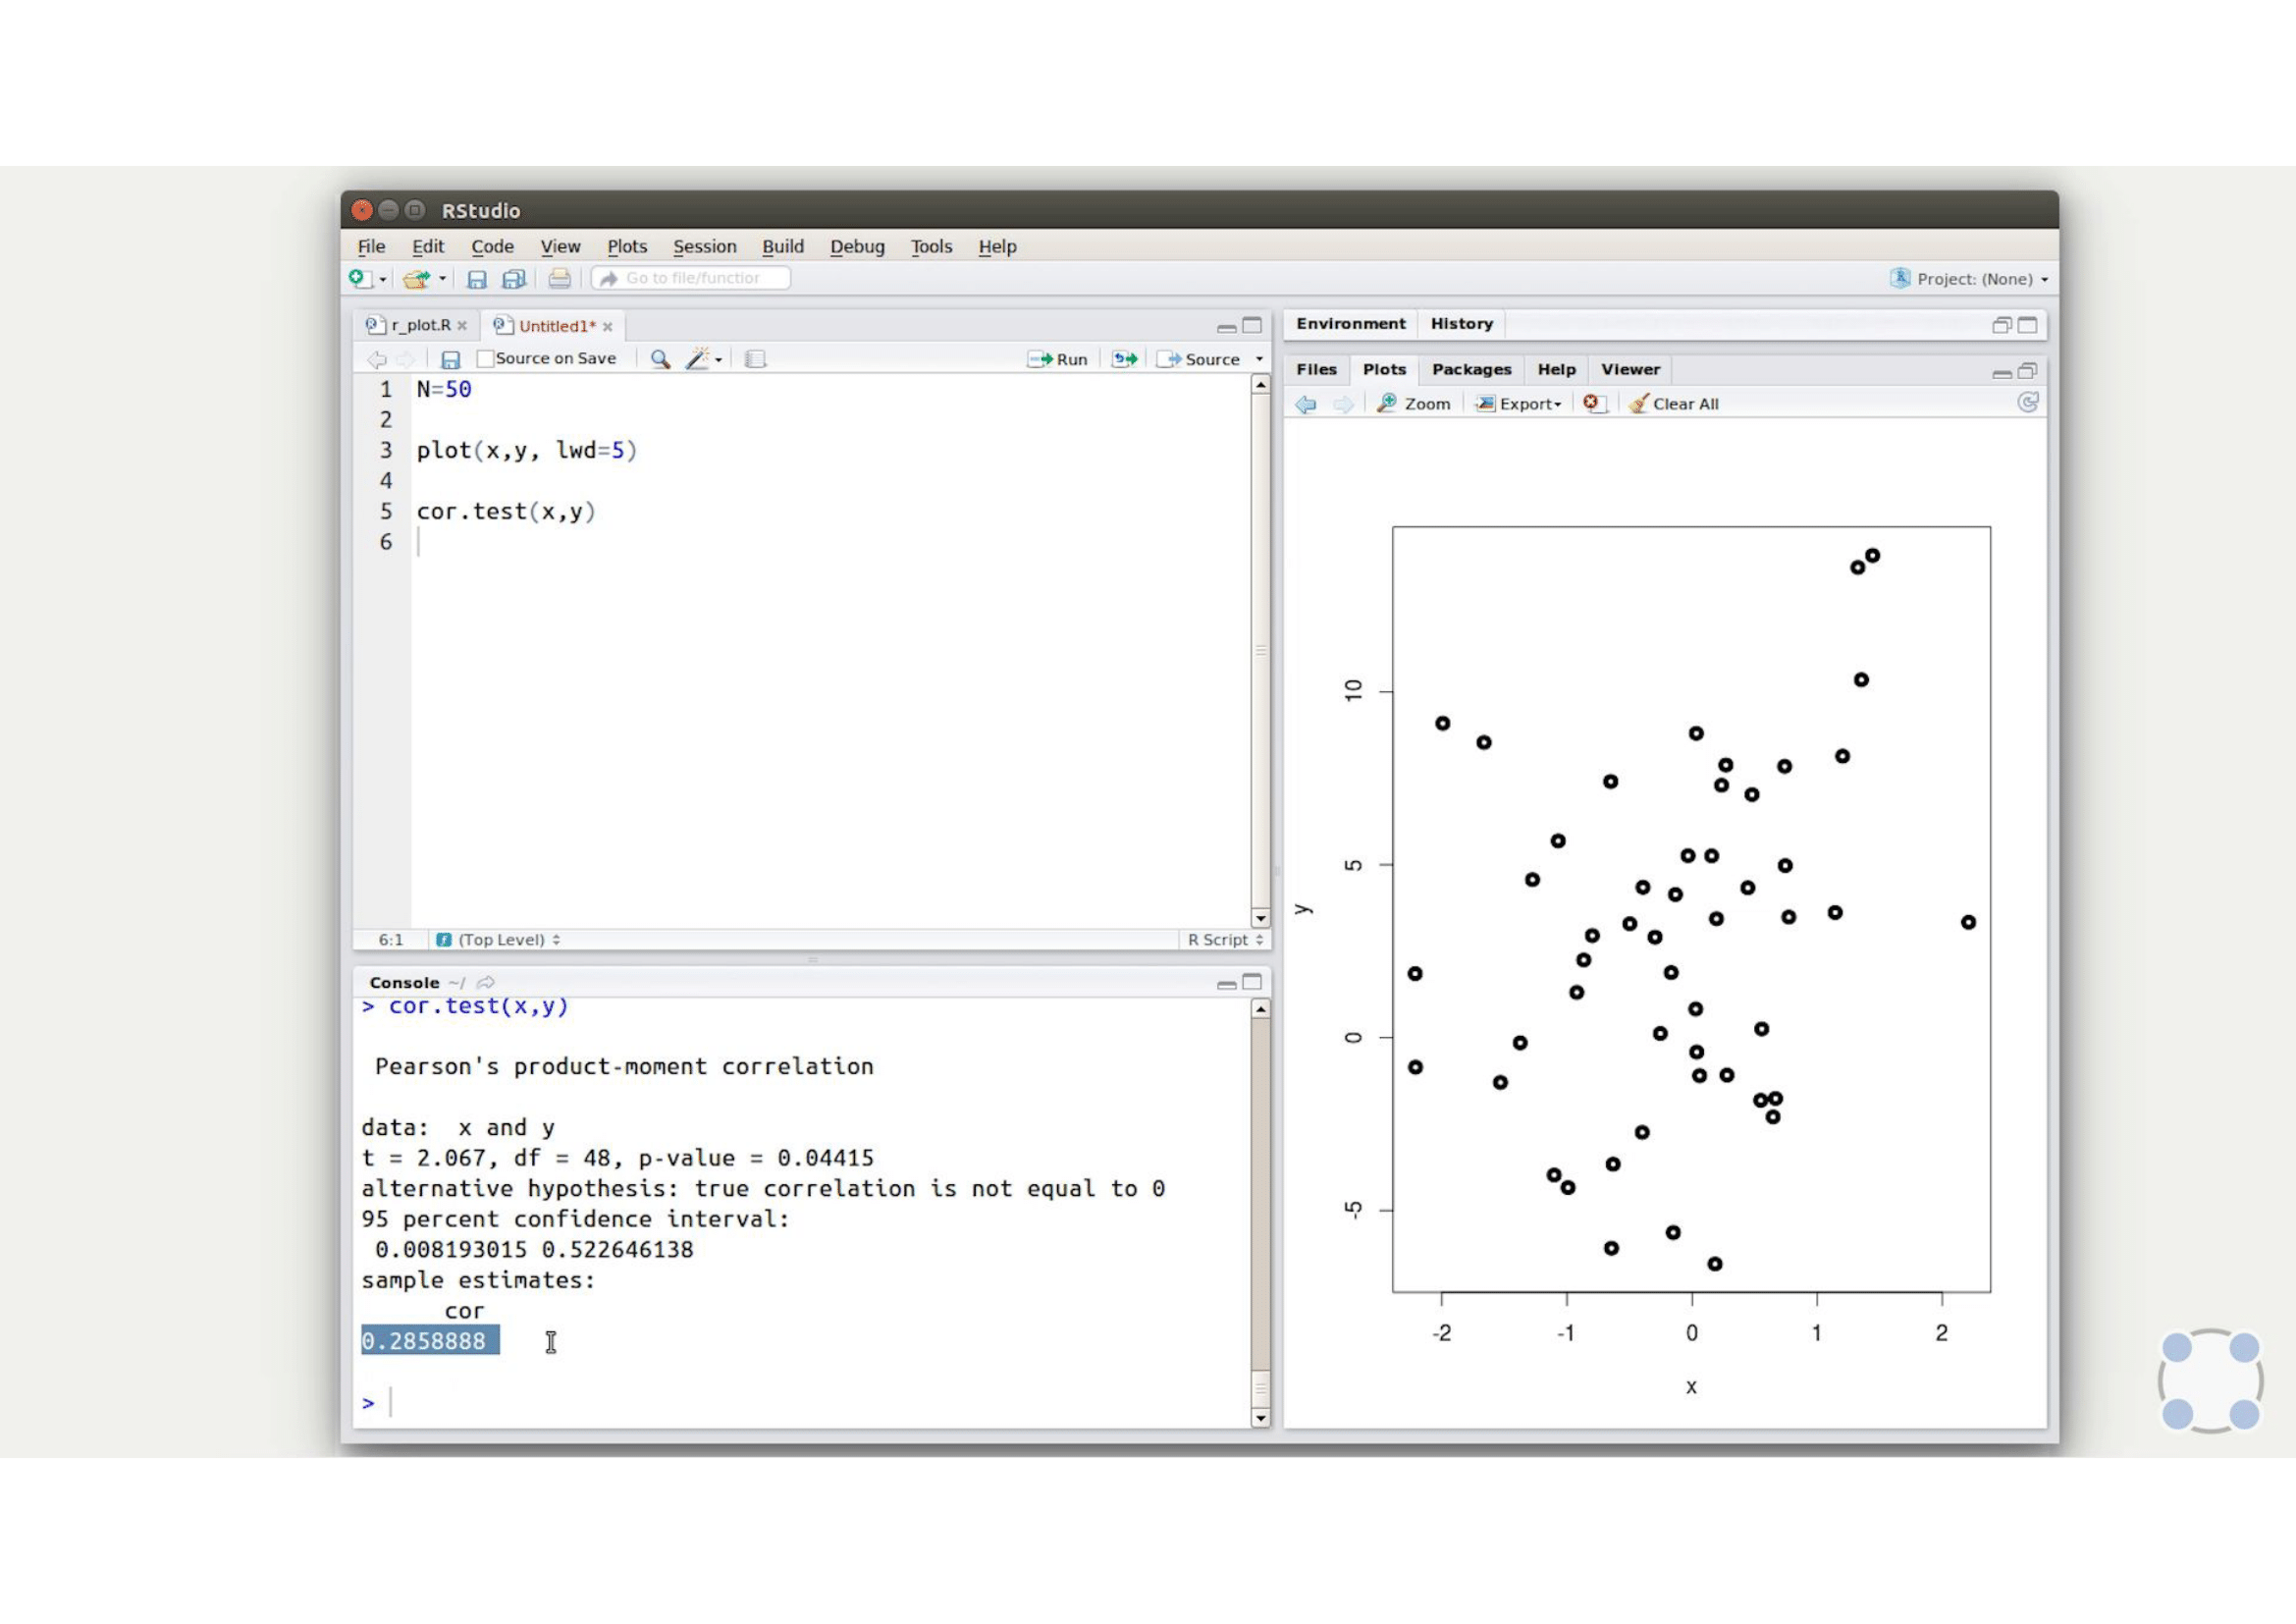 RStudio
File Edit Code View Plots Session Build Debug Tools Help
Go to file/function
Project: (None)
r_plot.R Untitled1*
Source on Save Run Source
1 N=50
2
3 plot(x,y, lwd=5)
4
5 cor.test(x,y)
6
6:1 (Top Level) R Script
Console ~/
> cor.test(x,y)
Pearson's product-moment correlation
data: x and y
t = 2.067, df = 48, p-value = 0.04415
alternative hypothesis: true correlation is not equal to 0
95 percent confidence interval:
0.008193015 0.522646138
sample estimates:
cor
0.2858888
>
Environment History
Files Plots Packages Help Viewer
Zoom Export Clear All
10
5
y
0
-5
-2 -1 0 1 2
x